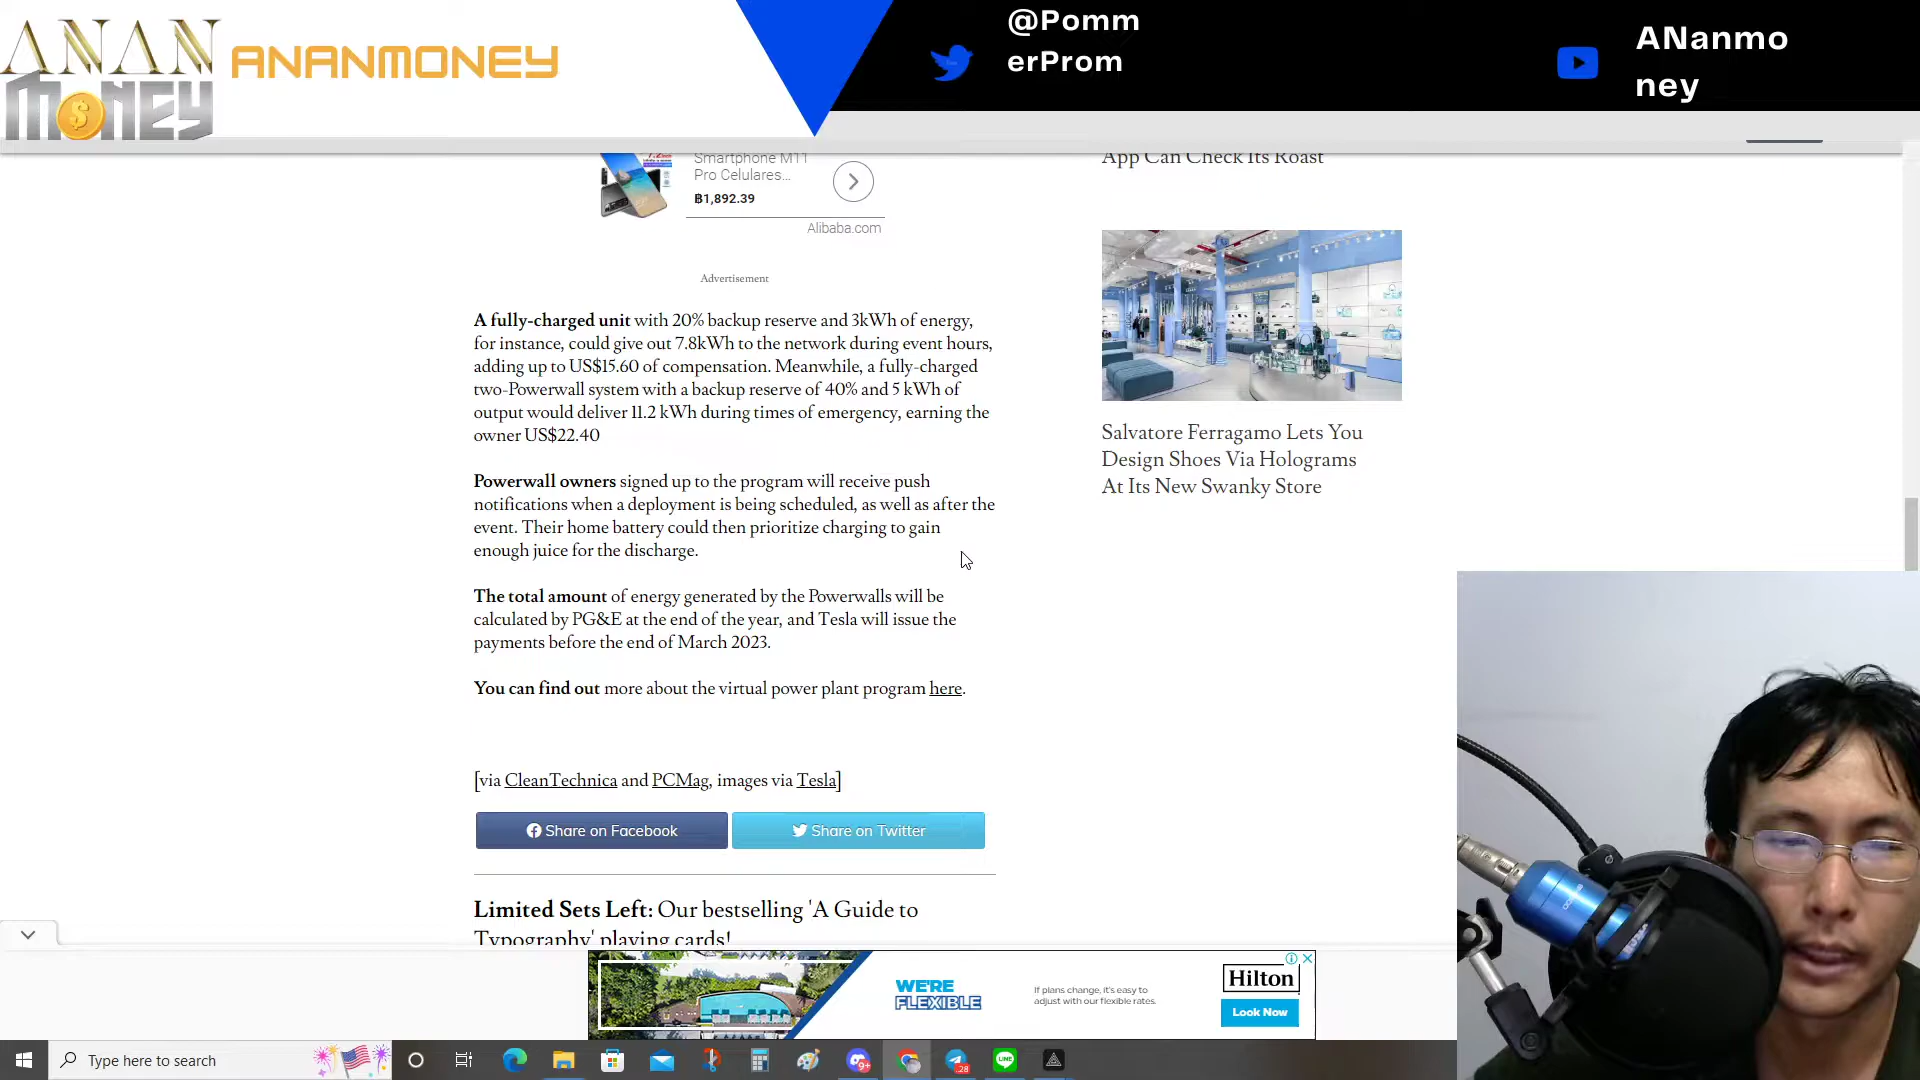 ANAN
MONEY
ANANMONEY
@Pomm
erProm
ANanmo
ney
Smartphone M11
Pro Celulares...
฿1,892.39
Alibaba.com
Advertisement
A fully-charged unit with 20% backup reserve and 3kWh of energy,
for instance, could give out 7.8kWh to the network during event hours,
adding up to US$15.60 of compensation. Meanwhile, a fully-charged
two-Powerwall system with a backup reserve of 40% and 5 kWh of
output would deliver 11.2 kWh during times of emergency, earning the
owner US$22.40
Powerwall owners signed up to the program will receive push
notifications when a deployment is being scheduled, as well as after the
event. Their home battery could then prioritize charging to gain
enough juice for the discharge.
The total amount of energy generated by the Powerwalls will be
calculated by PG&E at the end of the year, and Tesla will issue the
payments before the end of March 2023.
You can find out more about the virtual power plant program here.
[via CleanTechnica and PCMag, images via Tesla]
Share on Facebook
Share on Twitter
Limited Sets Left: Our bestselling 'A Guide to
Typography' playing cards!
App Can Check Its Roast
Salvatore Ferragamo Lets You
Design Shoes Via Holograms
At Its New Swanky Store
WE'RE
FLEXIBLE
If plans change, it's easy to
adjust with our flexible rates.
Hilton
Look Now
Type here to search
9+
28
LINE